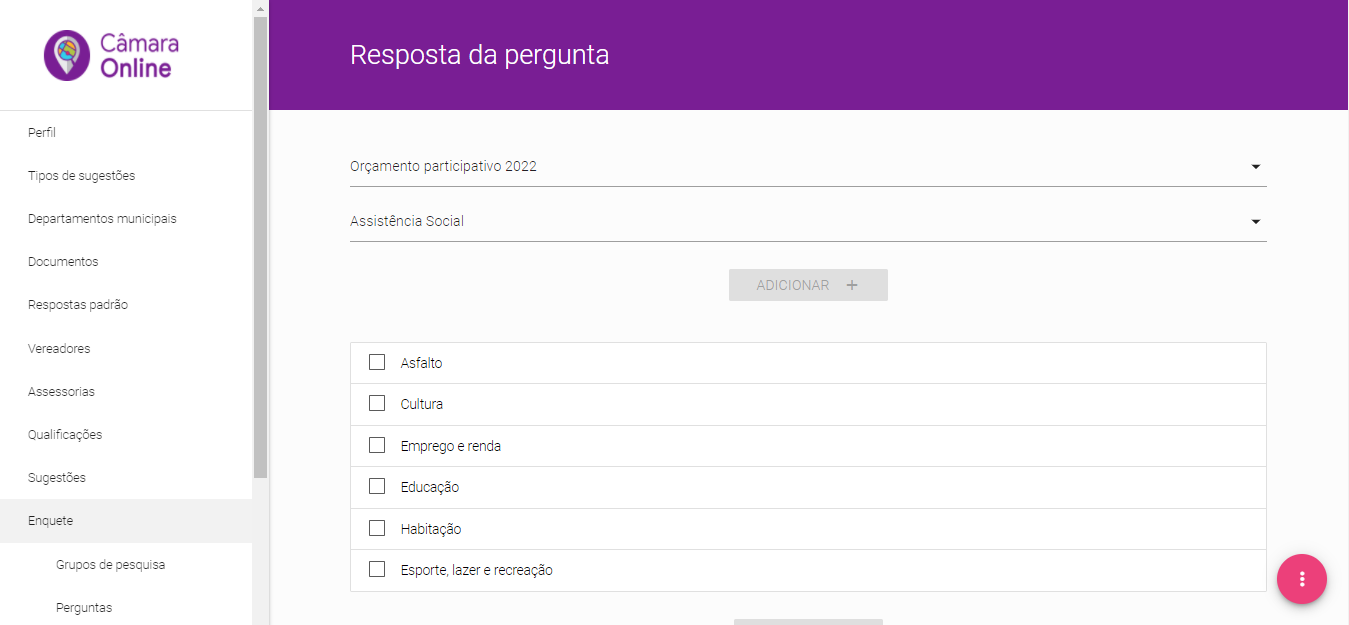 Câmara
Online
Perfil
Tipos de sugestões
Departamentos municipais
Documentos
Respostas padrão
Vereadores
Assessorias
Qualificações
Sugestões
Enquete
Grupos de pesquisa
Perguntas
Resposta da pergunta
Orçamento participativo 2022
Assistência Social
ADICIONAR +
Asfalto
Cultura
Emprego e renda
Educação
Habitação
Esporte, lazer e recreação